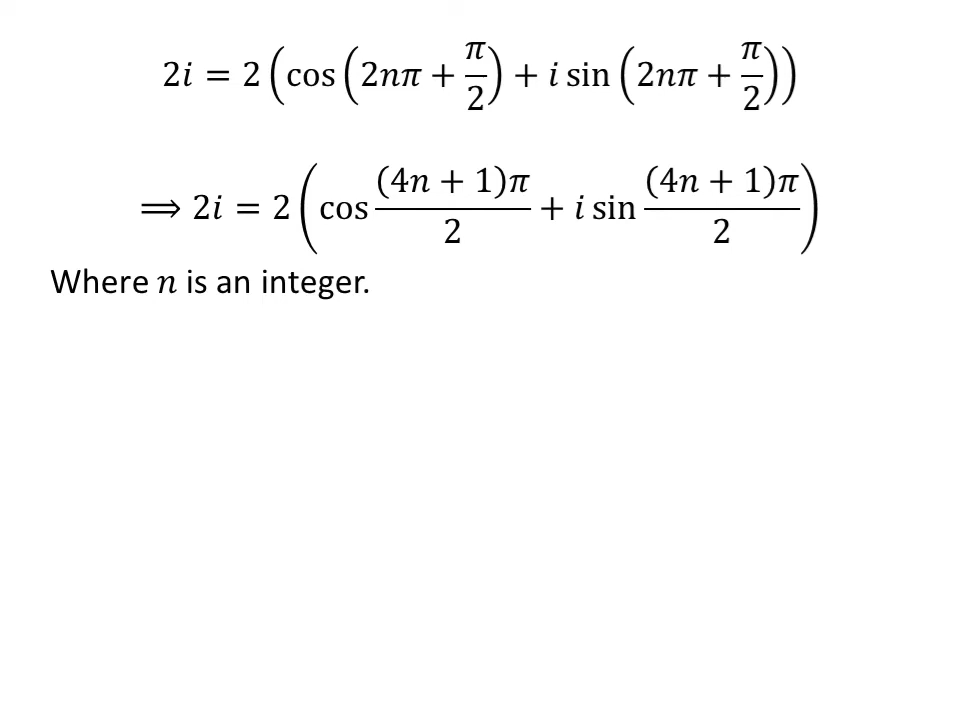 2i = 2(cos(2nπ + π/2) + i sin(2nπ + π/2))
⟹ 2i = 2(cos (4n + 1)π/2 + i sin (4n + 1)π/2)
Where n is an integer.